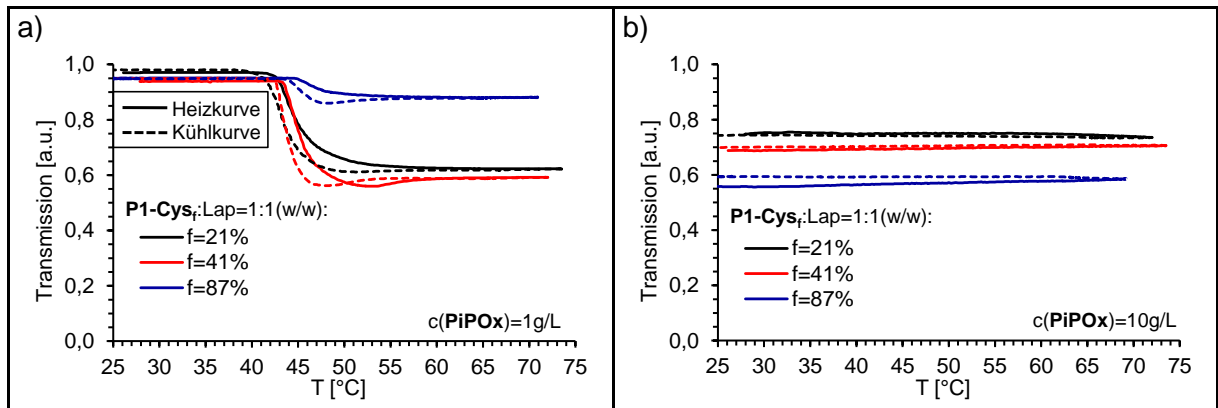 a)
Transmission [a.u.]
1,0
0,8
0,6
0,4
0,2
0,0
Heizkurve
Kühlkurve
P1-Cysf:Lap=1:1(w/w):
f=21%
f=41%
f=87%
c(PiPOx)=1g/L
25 30 35 40 45 50 55 60 65 70 75
T [°C]
b)
Transmission [a.u.]
1,0
0,8
0,6
0,4
0,2
0,0
P1-Cysf:Lap=1:1(w/w):
f=21%
f=41%
f=87%
c(PiPOx)=10g/L
25 30 35 40 45 50 55 60 65 70 75
T [°C]